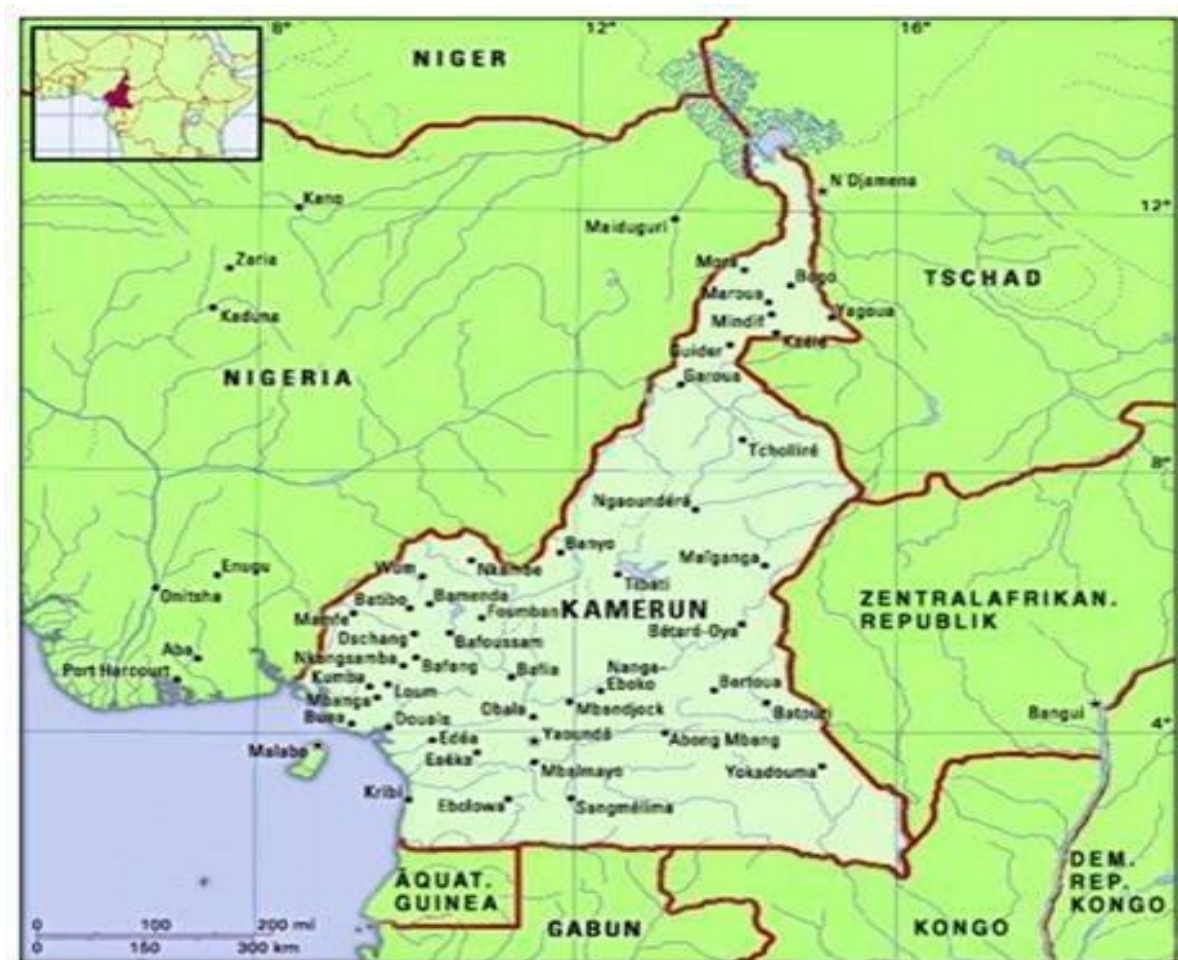 8°
12°
16°
NIGER
N'Djamena
12°
Kano
Maiduguri
Zaria
Mora
Bogo
TSCHAD
Maroua
Kaduna
Mindif
Yagoua
Kaélé
Guider
NIGERIA
Garoua
Tcholliré
8°
Ngaoundéré
Banyo
Maïganga
Enugu
Wum
Nkambe
Tibati
Onitsha
Batibo
Bamenda
Foumban
KAMERUN
ZENTRALAFRIKAN.
REPUBLIK
Mamfe
Dschang
Bafoussam
Bétaré-Oya
Aba
Nkongsamba
Bafang
Bafia
Nanga-
Eboko
Port Harcourt
Kumba
Loum
Bertoua
Mbanga
Obala
Mbandjock
Batouri
Bangui
Buea
Douala
4°
Edéa
Yaoundé
Abong Mbang
Malabo
Eséka
Mbalmayo
Yokadouma
Kribi
Ebolowa
Sangmélima
ÄQUAT.
GUINEA
DEM.
REP.
KONGO
GABUN
KONGO
0 100 200 mi
0 150 300 km